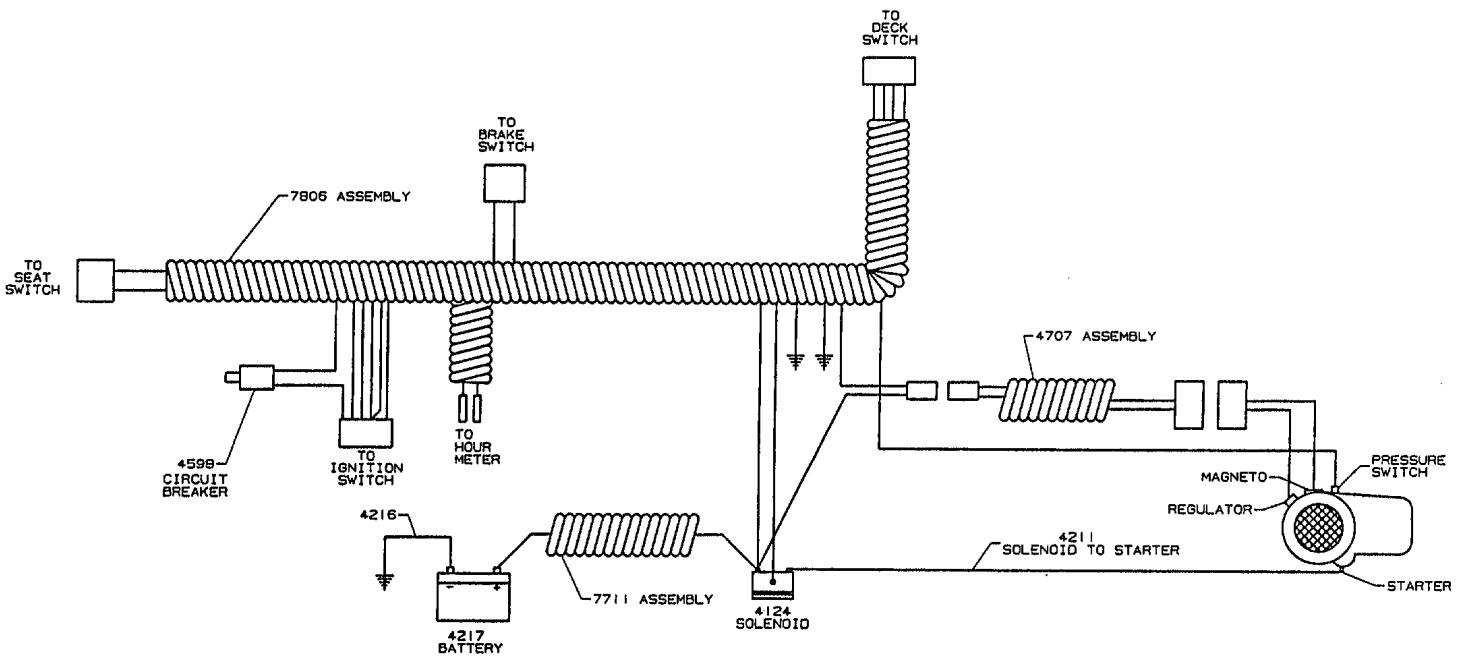 TO
DECK
SWITCH
TO
BRAKE
SWITCH
7806 ASSEMBLY
TO
SEAT
SWITCH
4707 ASSEMBLY
TO
HOUR
METER
TO
IGNITION
SWITCH
4598
CIRCUIT
BREAKER
PRESSURE
SWITCH
MAGNETO
REGULATOR
4216
4211
SOLENOID TO STARTER
- +
7711 ASSEMBLY
STARTER
4124
SOLENOID
4217
BATTERY